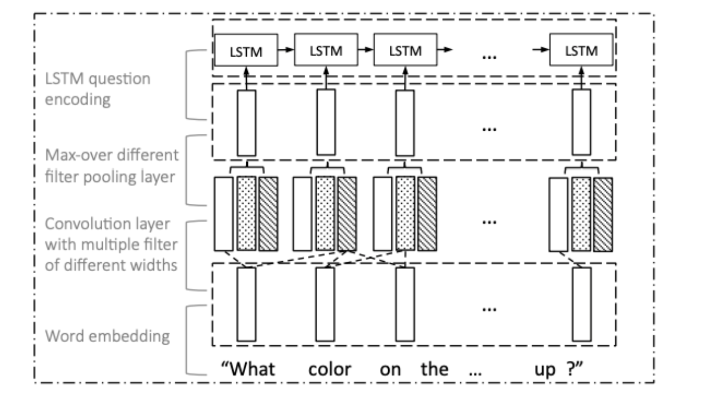 LSTM LSTM LSTM ... LSTM
LSTM question
encoding
...
Max-over different
filter pooling layer
Convolution layer
with multiple filter
of different widths
...
...
Word embedding
“What color on the ... up ?”